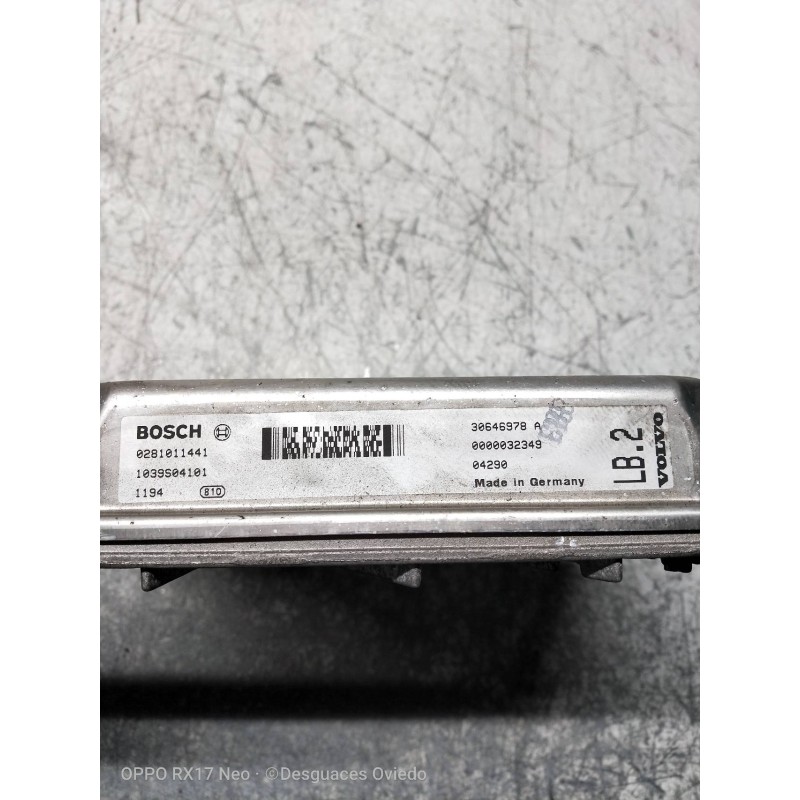 BOSCH
0281011441
1039S04101
1194 810
30646978 A
0000032349
04290
Made in Germany
LB.2
VOLVO
OPPO RX17 Neo · ©Desguaces Oviedo